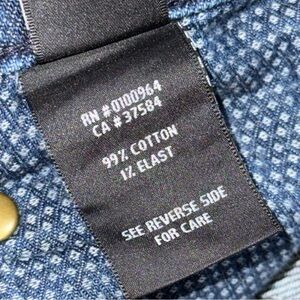 RN #0100964
CA #37584
99% COTTON
1% ELAST
SEE REVERSE SIDE
FOR CARE